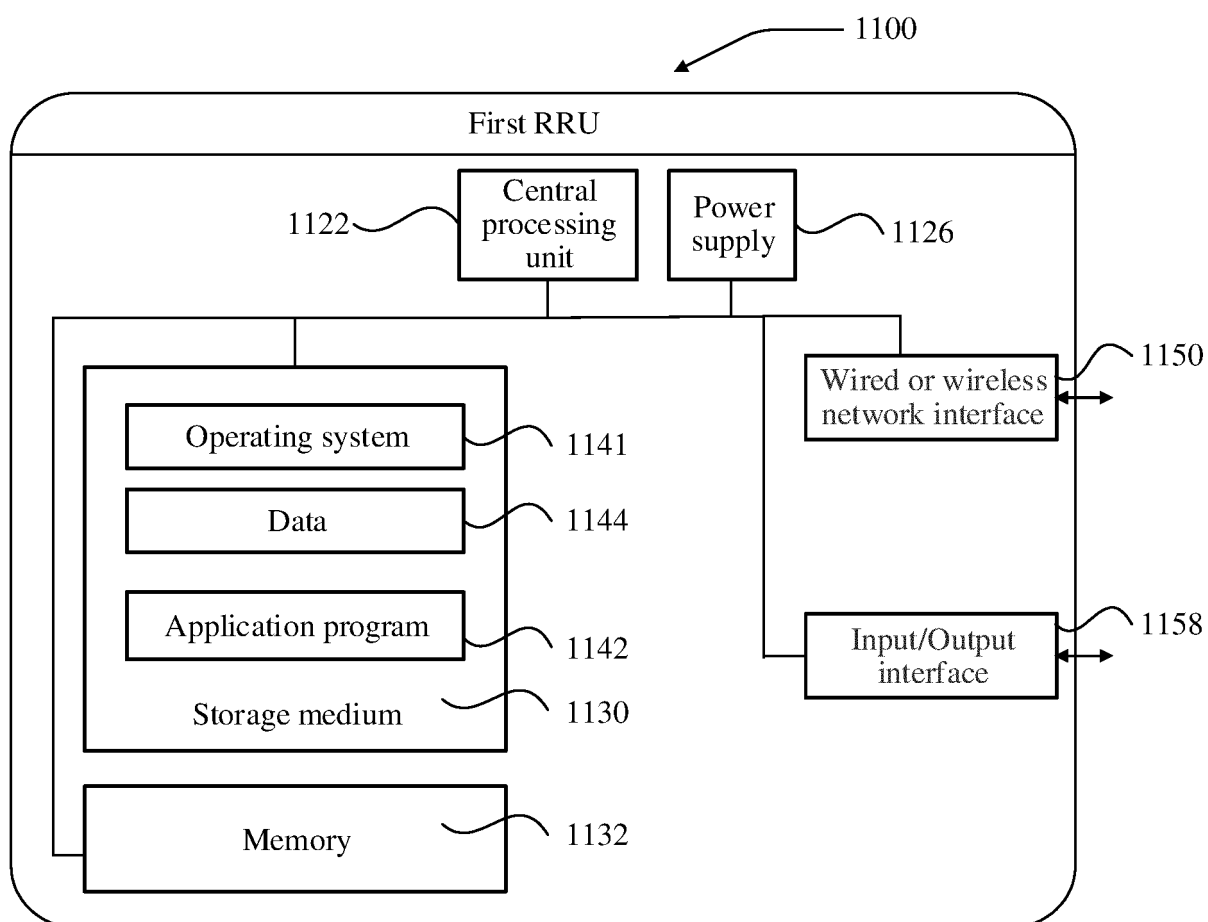 1100
First RRU
Central
processing
unit
1122
Power
supply
1126
Wired or wireless
network interface
1150
Operating system
1141
Data
1144
Application program
1142
Storage medium
1130
Input/Output
interface
1158
Memory
1132